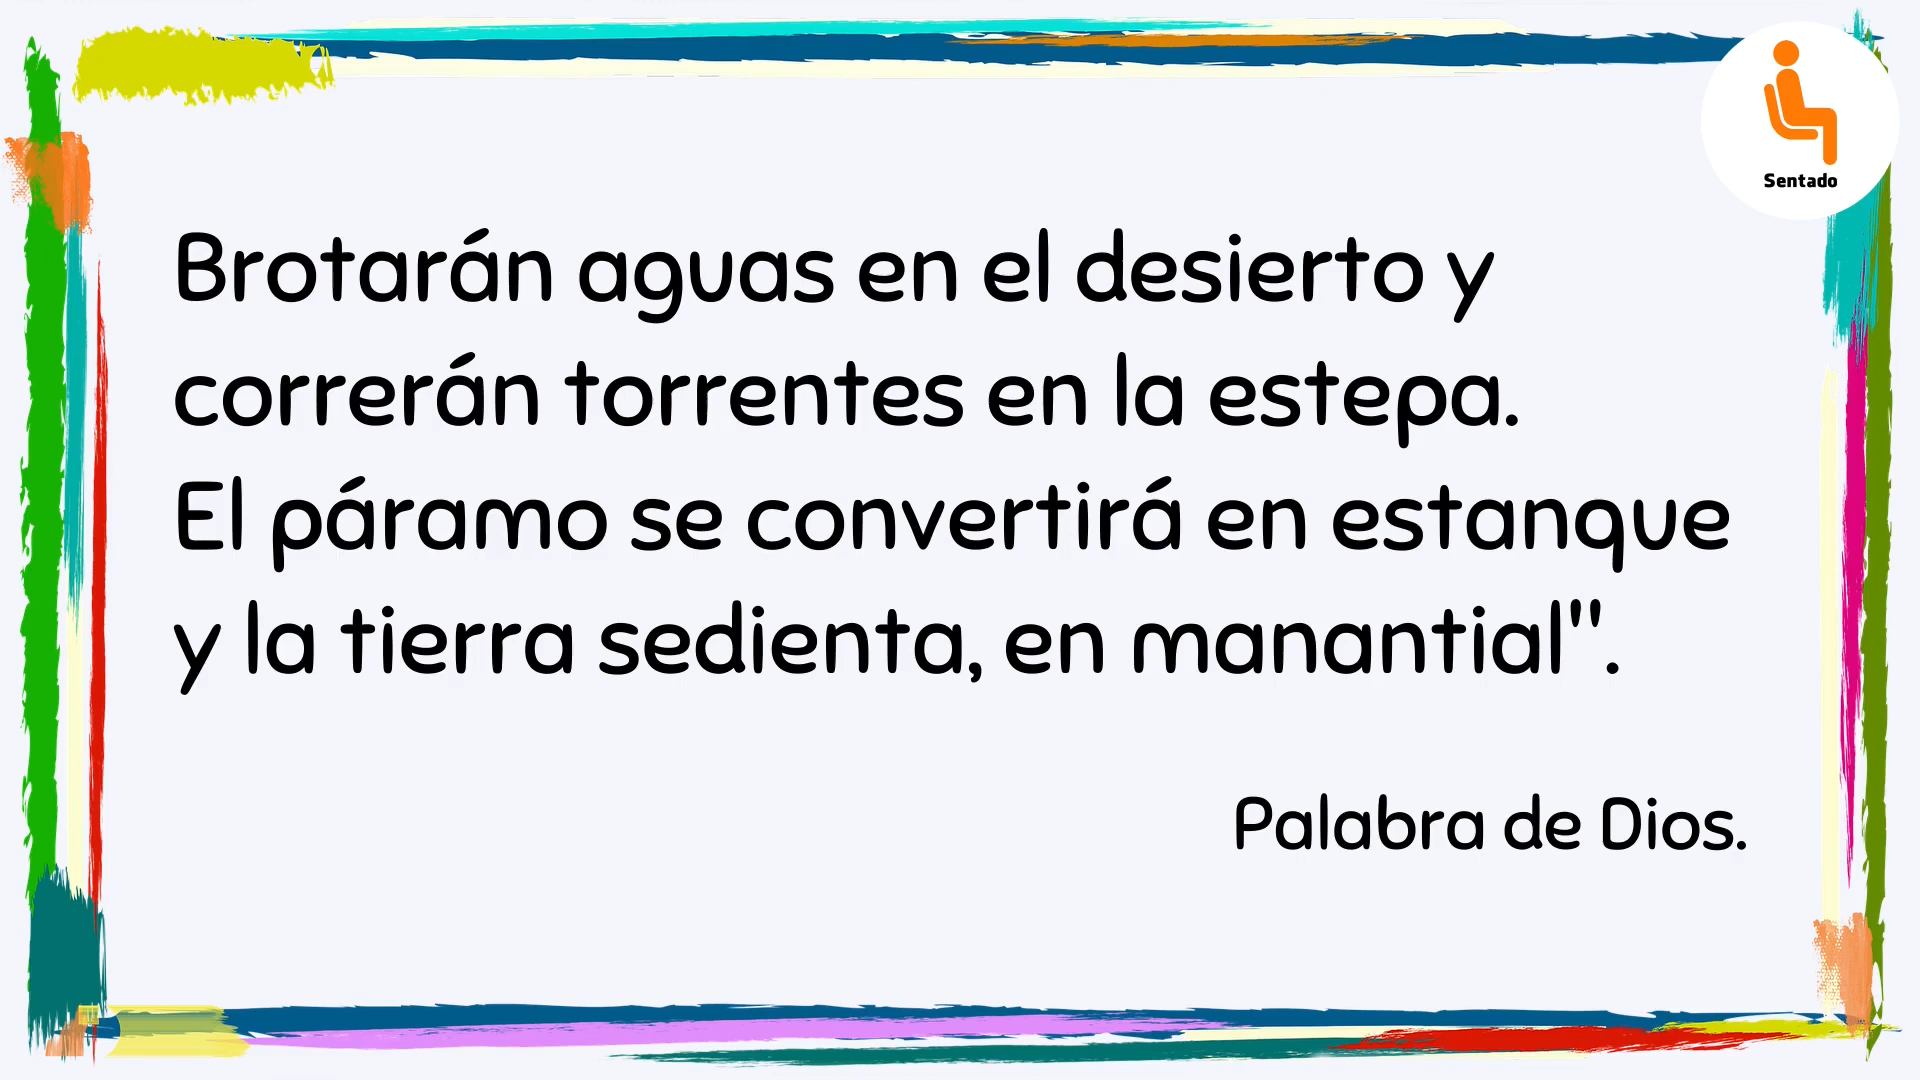 Sentado
Brotarán aguas en el desierto y
correrán torrentes en la estepa.
El páramo se convertirá en estanque
y la tierra sedienta, en manantial".
Palabra de Dios.